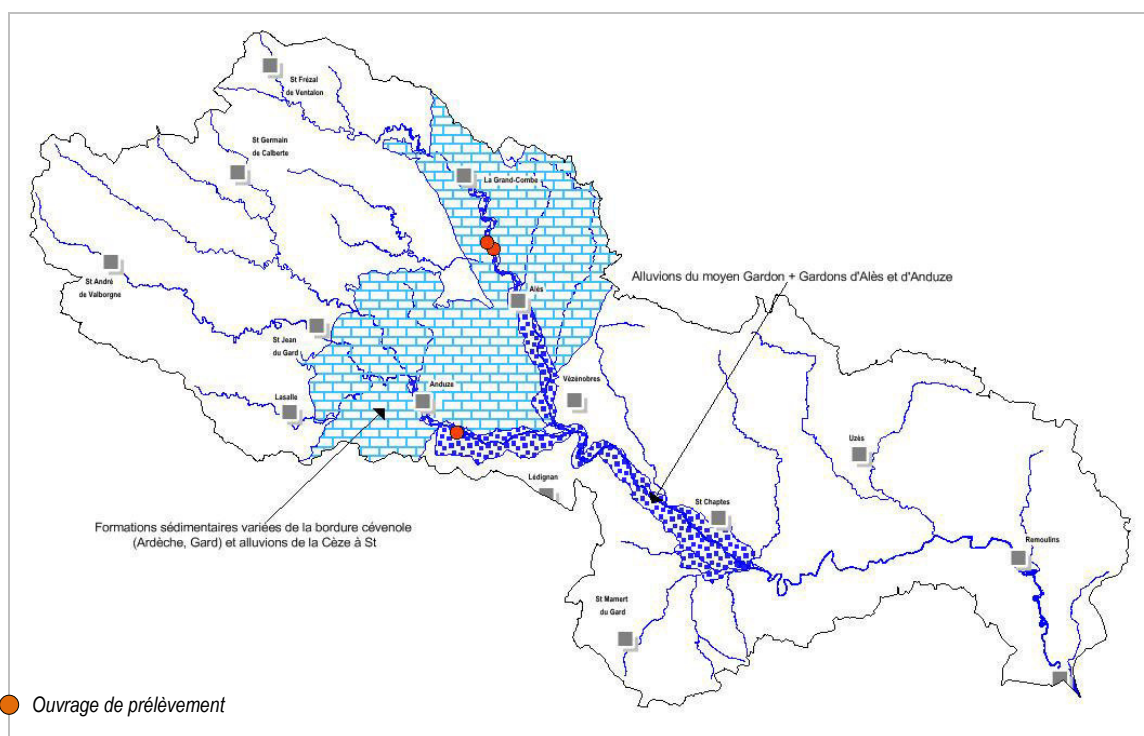 St Frézal
de Ventalon
St Germain
de Calberte
La Grand-Combe
St André
de Valborgne
Alluvions du moyen Gardon + Gardons d'Alès et d'Anduze
Alès
St Jean
du Gard
Vézénobres
Anduze
Lasalle
Uzès
Lédignan
St Chaptes
Formations sédimentaires variées de la bordure cévenole
(Ardèche, Gard) et alluvions de la Cèze à St
Remoulins
St Mamert
du Gard
Ouvrage de prélèvement